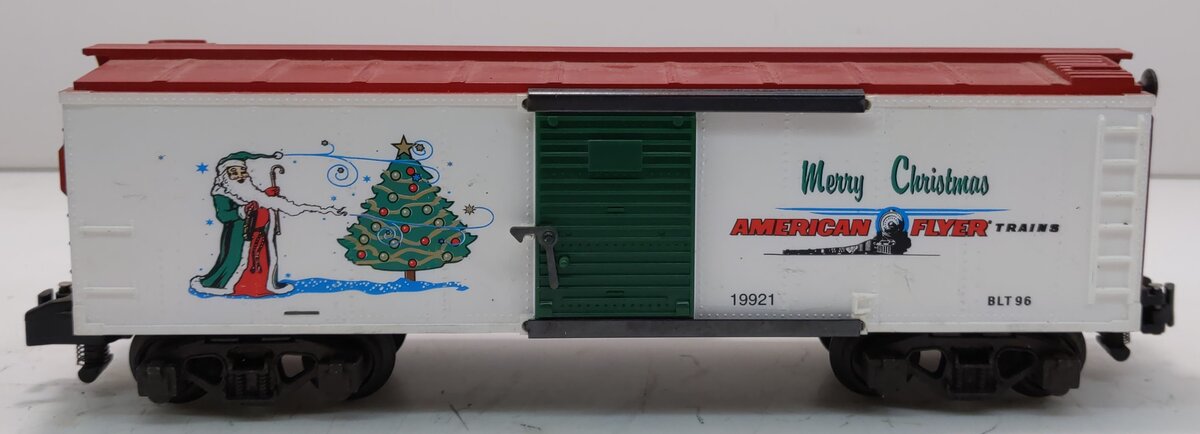 Merry Christmas
AMERICAN FLYER TRAINS
19921
BLT 96